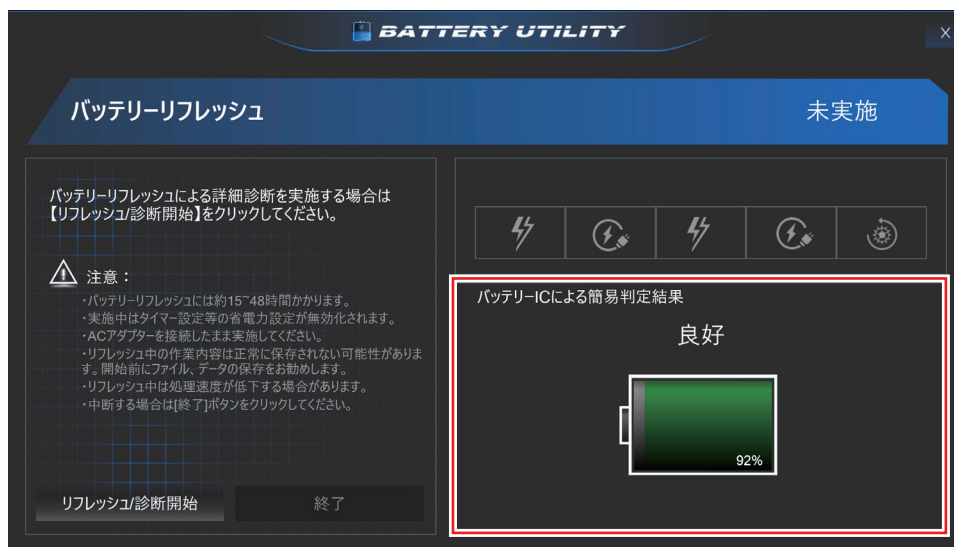 BATTERY UTILITY
X
バッテリーリフレッシュ
未実施
バッテリーリフレッシュによる詳細診断を実施する場合は
【リフレッシュ/診断開始】をクリックしてください。
注意：
・バッテリーリフレッシュには約15~48時間かかります。
・実施中はタイマー設定等の省電力設定が無効化されます。
・ACアダプターを接続したまま実施してください。
・リフレッシュ中の作業内容は正常に保存されない可能性がありま
す。開始前にファイル、データの保存をお勧めします。
・リフレッシュ中は処理速度が低下する場合があります。
・中断する場合は[終了]ボタンをクリックしてください。
リフレッシュ/診断開始
終了
バッテリーICによる簡易判定結果
良好
92%